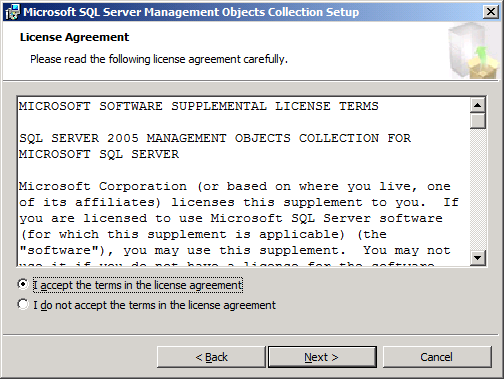 Microsoft SQL Server Management Objects Collection Setup
License Agreement
Please read the following license agreement carefully.
MICROSOFT SOFTWARE SUPPLEMENTAL LICENSE TERMS
SQL SERVER 2005 MANAGEMENT OBJECTS COLLECTION FOR
MICROSOFT SQL SERVER
Microsoft Corporation (or based on where you live, one
of its affiliates) licenses this supplement to you.  If
you are licensed to use Microsoft SQL Server software
(for which this supplement is applicable) (the
"software"), you may use this supplement.  You may not
use it if you do not have a license for the software.
I accept the terms in the license agreement
I do not accept the terms in the license agreement
< Back
Next >
Cancel